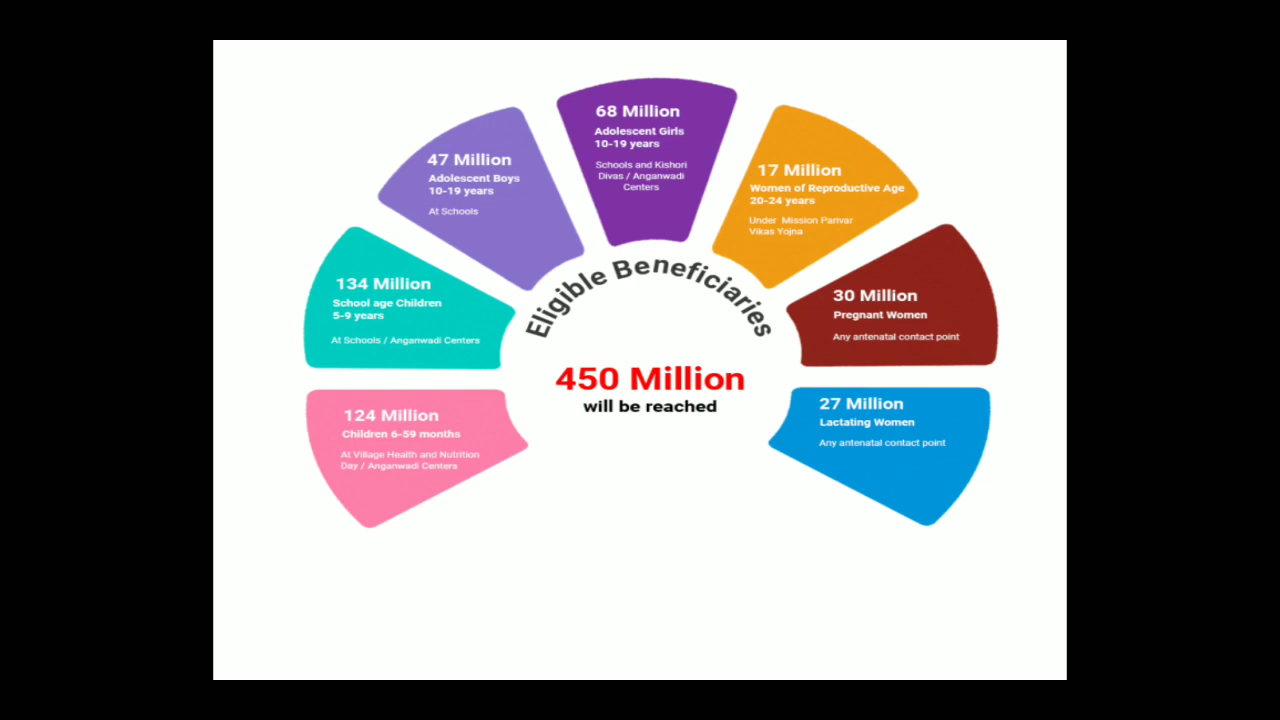 68 Million
Adolescent Girls
10-19 years
Schools and Kishori
Divas / Anganwadi
Centers
47 Million
Adolescent Boys
10-19 years
At Schools
17 Million
Women of Reproductive Age
20-24 years
Under Mission Parivar
Vikas Yojna
134 Million
School age Children
5-9 years
At Schools / Anganwadi Centers
30 Million
Pregnant Women
Any antenatal contact point
Eligible Beneficiaries
450 Million
will be reached
124 Million
Children 6-59 months
At Village Health and Nutrition
Day / Anganwadi Centers
27 Million
Lactating Women
Any antenatal contact point